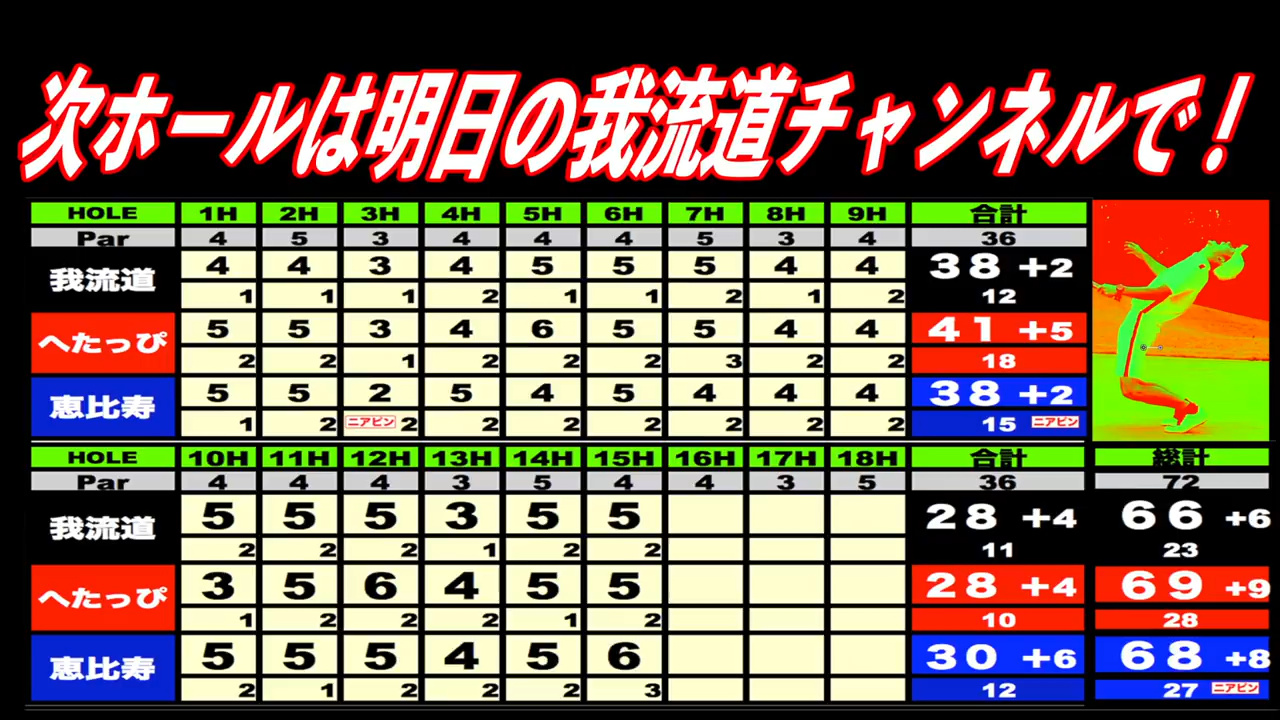 次ホールは明日の我流道チャンネルで!
HOLE 1H 2H 3H 4H 5H 6H 7H 8H 9H 合計
Par 4 5 3 4 4 4 5 3 4 36
我流道 4 4 3 4 5 5 5 4 4 38 +2
1 1 1 2 1 1 2 1 2 12
へたっぴ 5 5 3 4 6 5 5 4 4 41 +5
2 2 1 2 2 2 3 2 2 18
恵比寿 5 5 2 5 4 5 4 4 4 38 +2
1 2 ニアピン 2 2 2 2 2 2 2 15 ニアピン
HOLE 10H 11H 12H 13H 14H 15H 16H 17H 18H 合計 総計
Par 4 4 4 3 5 4 4 3 5 36 72
我流道 5 5 5 3 5 5 28 +4 66 +6
2 2 2 1 2 2 11 23
へたっぴ 3 5 6 4 5 5 28 +4 69 +9
1 2 2 2 1 2 10 28
恵比寿 5 5 5 4 5 6 30 +6 68 +8
2 1 2 2 2 3 12 27 ニアピン